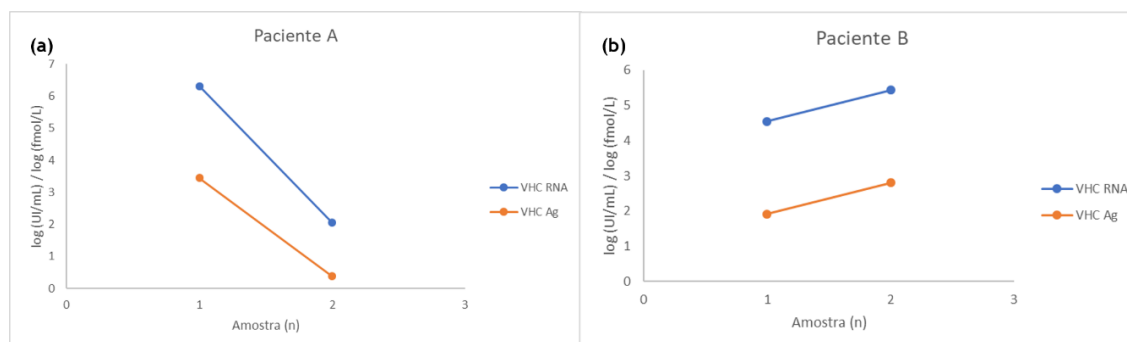 (a)
Paciente A
log (UI/mL) / log (fmol/L)
7
6
5
4
3
2
1
0
0 1 2 3
Amostra (n)
VHC RNA
VHC Ag
(b)
Paciente B
log (UI/mL) / log (fmol/L)
6
5
4
3
2
1
0
0 1 2 3
Amostra (n)
VHC RNA
VHC Ag